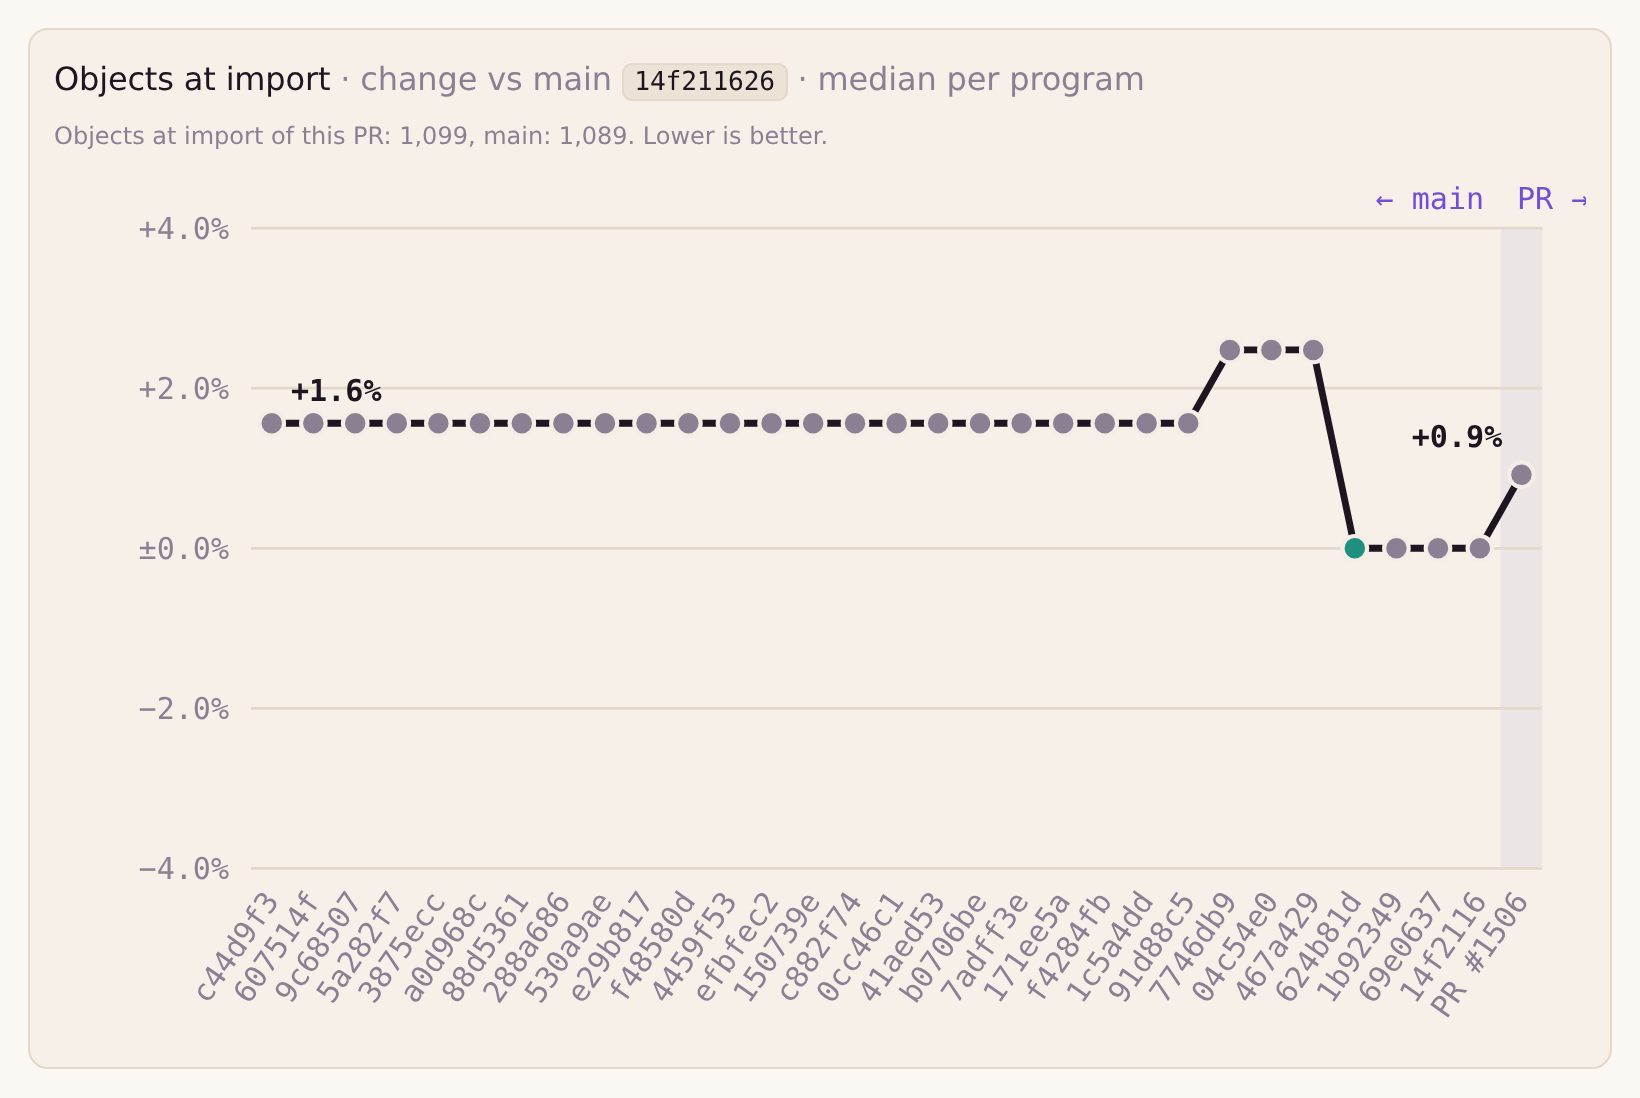 Objects at import · change vs main 14f211626 · median per program
Objects at import of this PR: 1,099, main: 1,089. Lower is better.
← main PR →
+4.0%
+2.0%
±0.0%
−2.0%
−4.0%
+1.6%
+0.9%
c44d9f3
607514f
9c68507
5a282f7
3875ecc
a0d968c
88d5361
288a686
530a9ae
e29b817
f48580d
4459f53
efbfec2
150739e
c882f74
0cc46c1
41aed53
b0706be
7adff3e
171ee5a
f4284fb
1c5a4dd
91d88c5
7746db9
04c54e0
467a429
624b81d
1b92349
69e0637
14f2116
PR #1506